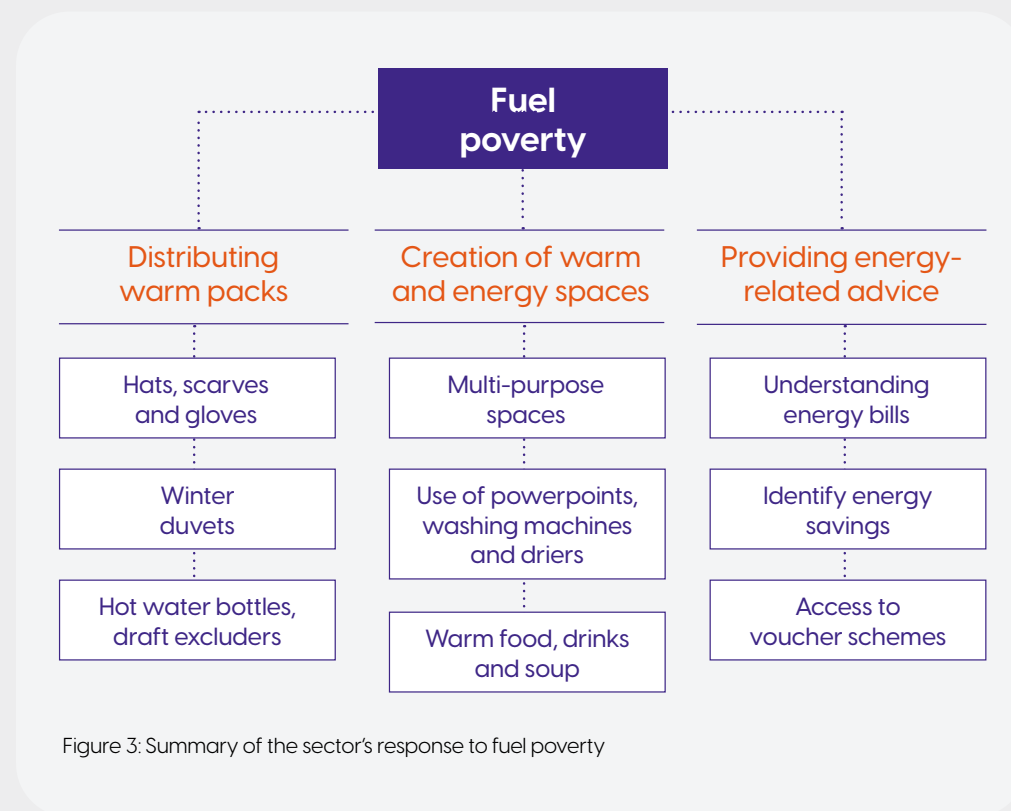 Fuel
poverty
Distributing
warm packs
Hats, scarves
and gloves
Winter
duvets
Hot water bottles,
draft excluders
Creation of warm
and energy spaces
Multi-purpose
spaces
Use of powerpoints,
washing machines
and driers
Warm food, drinks
and soup
Providing energy-
related advice
Understanding
energy bills
Identify energy
savings
Access to
voucher schemes
Figure 3: Summary of the sector's response to fuel poverty